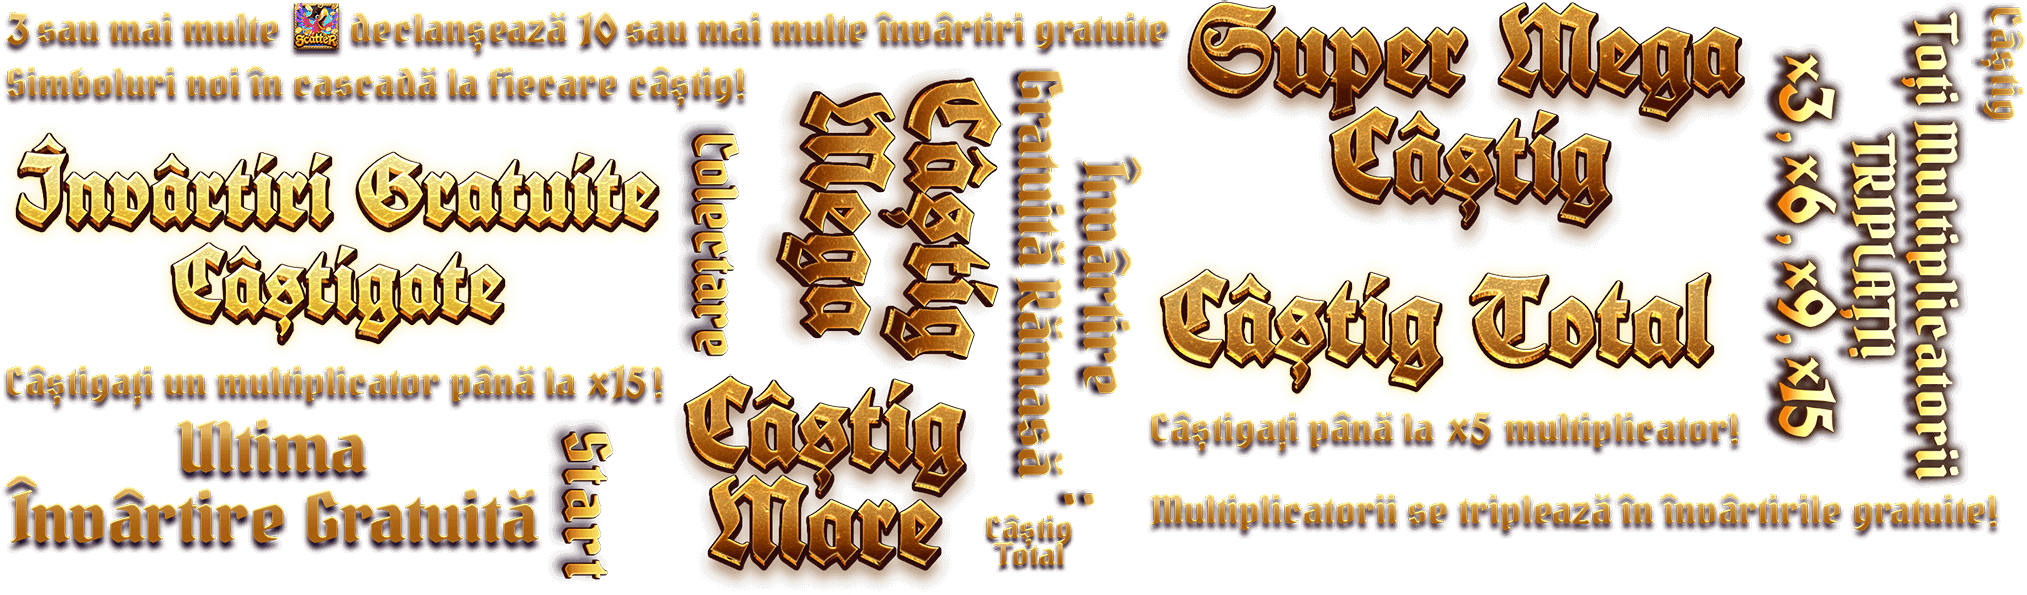 3 sau mai multe Scatter declanșează 10 sau mai multe învârtiri gratuite
Simboluri noi în cascadă la fiecare câștig!
Învârtiri Gratuite
Câștigate
Câștigați un multiplicator până la x15!
Ultima
Învârtire Gratuită
Start
Colectare
Câștig
Mega
Câștig
Mare
Învârtire
Gratuită Rămasă
:
Câștig
Total
Super Mega
Câștig
Câștig Total
Câștigați până la x5 multiplicator!
Multiplicatorii se triplează în învârtirile gratuite!
Toți Multiplicatorii
TRIPLAȚI
x3, x6, x9, x15
Câștig